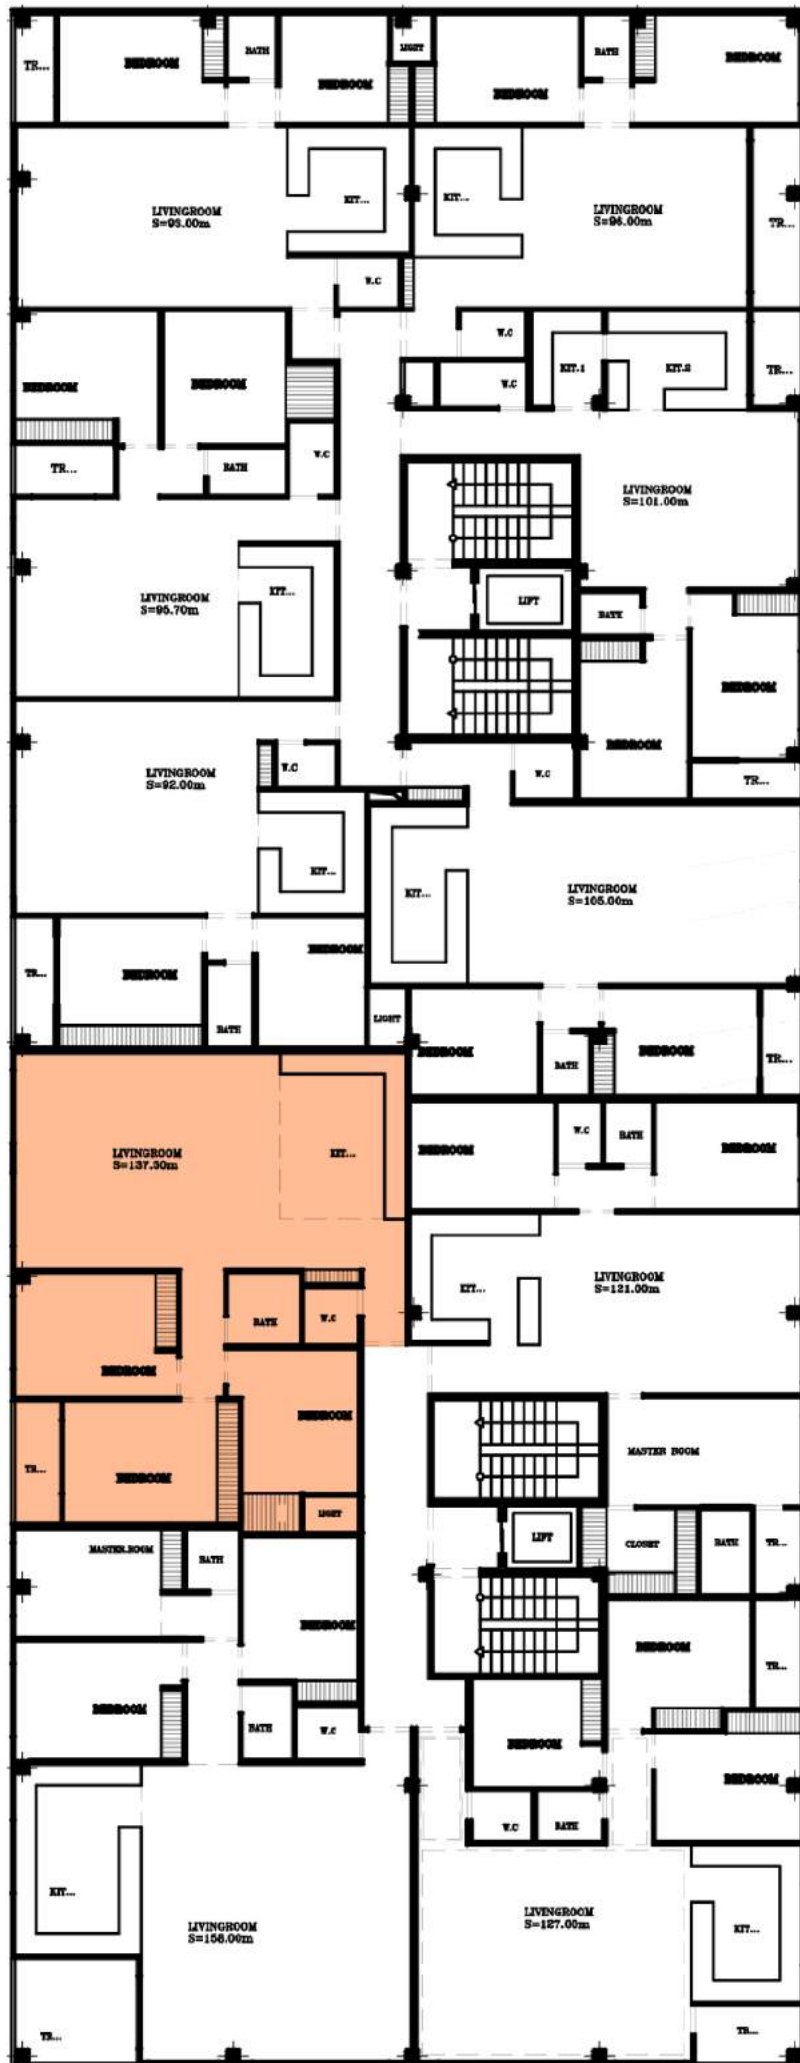 BEDROOM
BATH
LIGHT
BATH
BEDROOM
TR...
BEDROOM
BEDROOM
LIVINGROOM
S=93.00m
KIT...
KIT...
LIVINGROOM
S=96.00m
TR...
W.C
W.C
BEDROOM
BEDROOM
W.C
KIT.1
KIT.2
TR...
TR...
BATH
W.C
LIVINGROOM
S=101.00m
LIVINGROOM
S=95.70m
KIT...
LIFT
BATH
BEDROOM
BEDROOM
LIVINGROOM
S=92.00m
W.C
W.C
TR...
KIT...
KIT...
LIVINGROOM
S=105.00m
TR...
BEDROOM
BEDROOM
BATH
LIGHT
BEDROOM
BATH
BEDROOM
TR...
LIVINGROOM
S=137.30m
KIT...
BEDROOM
W.C
BATH
BEDROOM
KIT...
LIVINGROOM
S=121.00m
BATH
W.C
BEDROOM
BEDROOM
TR...
BEDROOM
LIGHT
MASTER ROOM
MASTER.ROOM
BATH
LIFT
CLOSET
BATH
TR...
BEDROOM
BEDROOM
TR...
BEDROOM
BATH
W.C
BEDROOM
BEDROOM
W.C
BATH
KIT...
LIVINGROOM
S=158.00m
LIVINGROOM
S=127.00m
KIT...
TR...
TR...